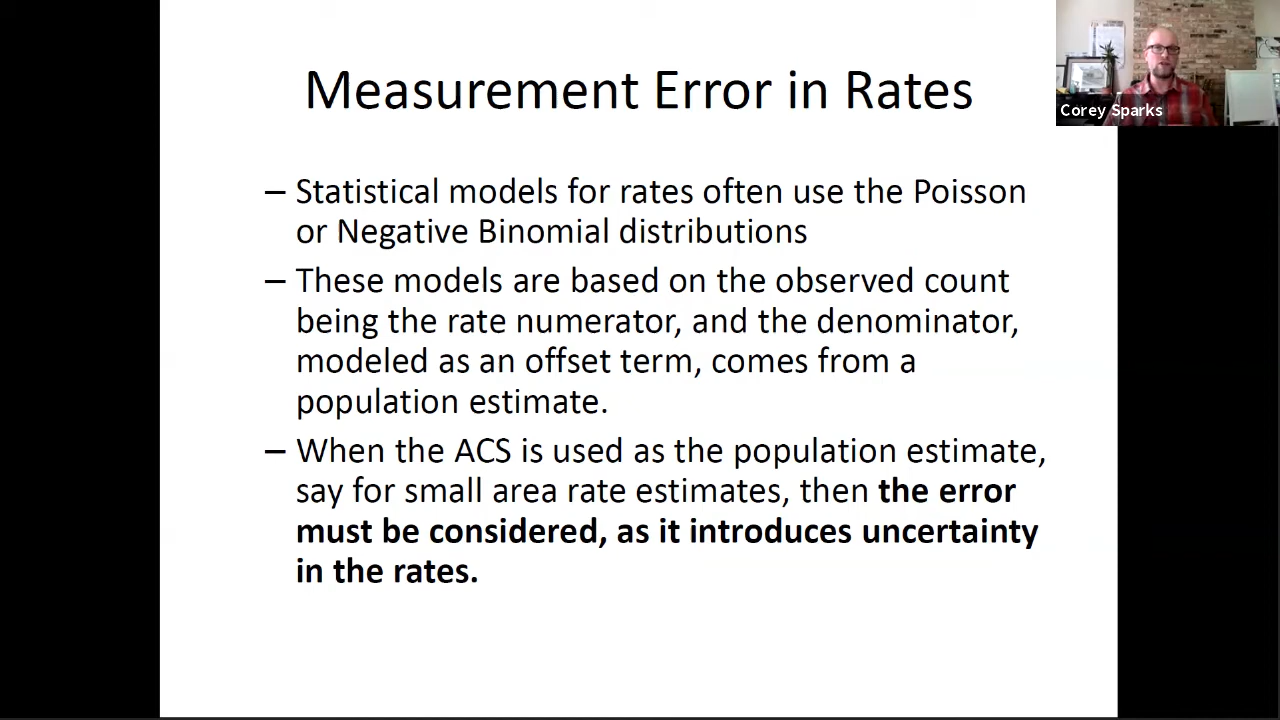 Measurement Error in Rates
Corey Sparks
– Statistical models for rates often use the Poisson
or Negative Binomial distributions
– These models are based on the observed count
being the rate numerator, and the denominator,
modeled as an offset term, comes from a
population estimate.
– When the ACS is used as the population estimate,
say for small area rate estimates, then the error
must be considered, as it introduces uncertainty
in the rates.